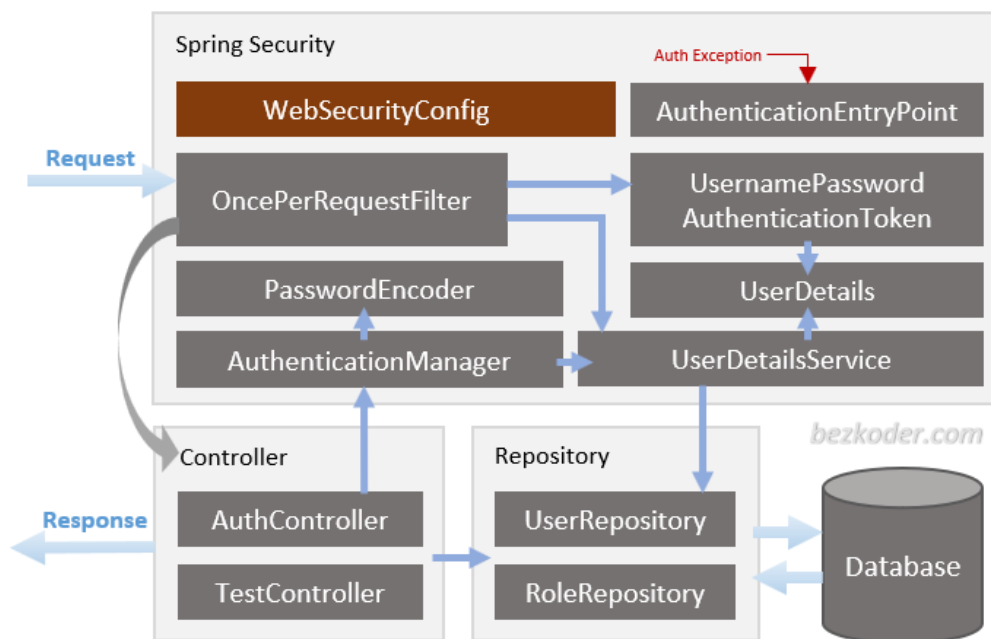 Spring Security
Auth Exception
WebSecurityConfig
AuthenticationEntryPoint
Request
OncePerRequestFilter
UsernamePassword
AuthenticationToken
PasswordEncoder
UserDetails
AuthenticationManager
UserDetailsService
bezkoder.com
Controller
Repository
Response
AuthController
UserRepository
Database
TestController
RoleRepository